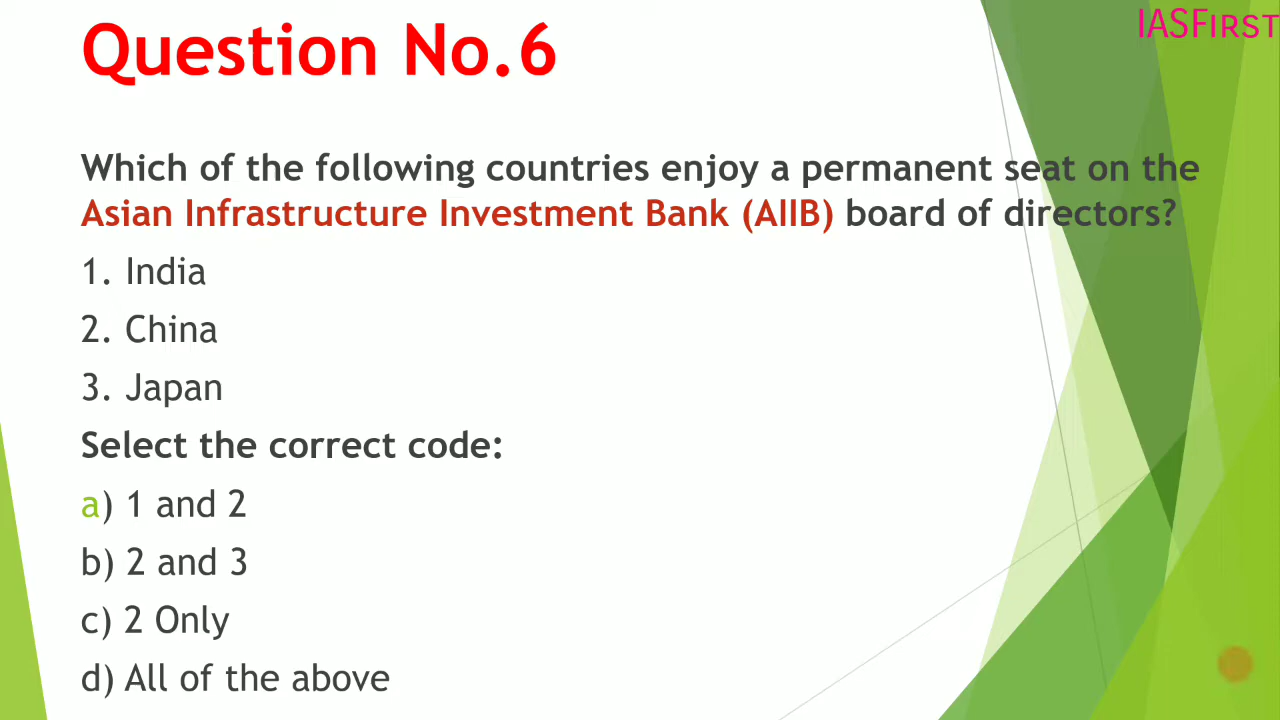 IASFIRST
Question No.6
Which of the following countries enjoy a permanent seat on the
Asian Infrastructure Investment Bank (AIIB) board of directors?
1. India
2. China
3. Japan
Select the correct code:
a) 1 and 2
b) 2 and 3
c) 2 Only
d) All of the above